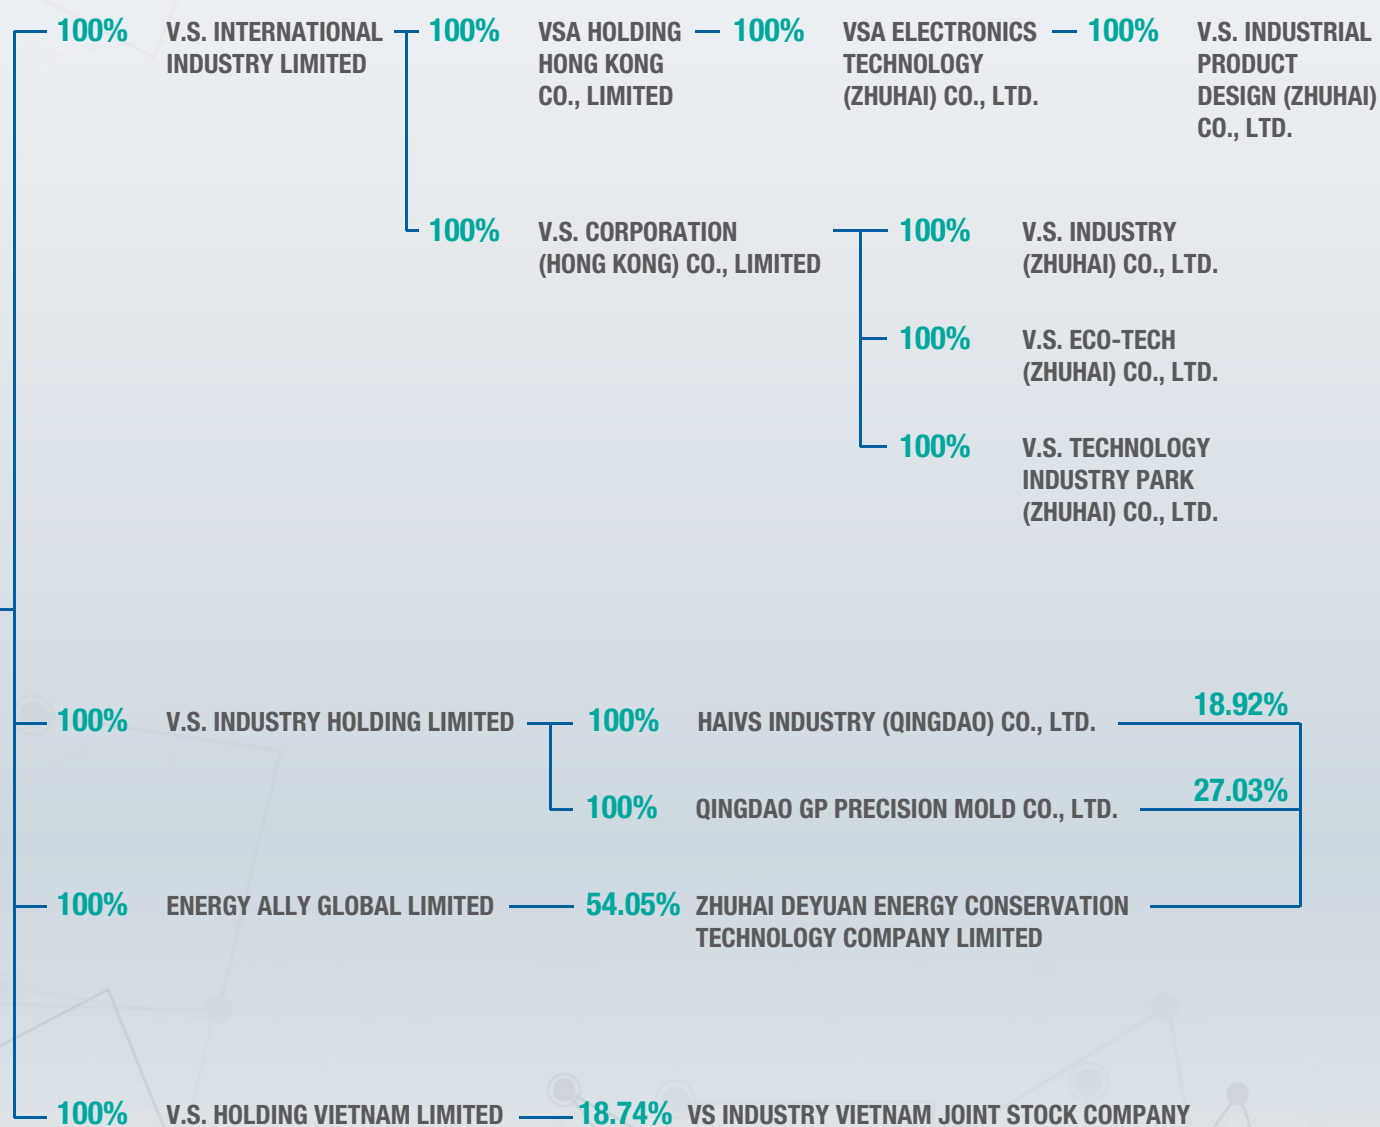 100% V.S. INTERNATIONAL
INDUSTRY LIMITED
100% VSA HOLDING
HONG KONG
CO., LIMITED
100% VSA ELECTRONICS
TECHNOLOGY
(ZHUHAI) CO., LTD.
100% V.S. INDUSTRIAL
PRODUCT
DESIGN (ZHUHAI)
CO., LTD.
100% V.S. CORPORATION
(HONG KONG) CO., LIMITED
100% V.S. INDUSTRY
(ZHUHAI) CO., LTD.
100% V.S. ECO-TECH
(ZHUHAI) CO., LTD.
100% V.S. TECHNOLOGY
INDUSTRY PARK
(ZHUHAI) CO., LTD.
100% V.S. INDUSTRY HOLDING LIMITED
100% HAIVS INDUSTRY (QINGDAO) CO., LTD.
18.92%
100% QINGDAO GP PRECISION MOLD CO., LTD.
27.03%
100% ENERGY ALLY GLOBAL LIMITED
54.05% ZHUHAI DEYUAN ENERGY CONSERVATION
TECHNOLOGY COMPANY LIMITED
100% V.S. HOLDING VIETNAM LIMITED
18.74% VS INDUSTRY VIETNAM JOINT STOCK COMPANY